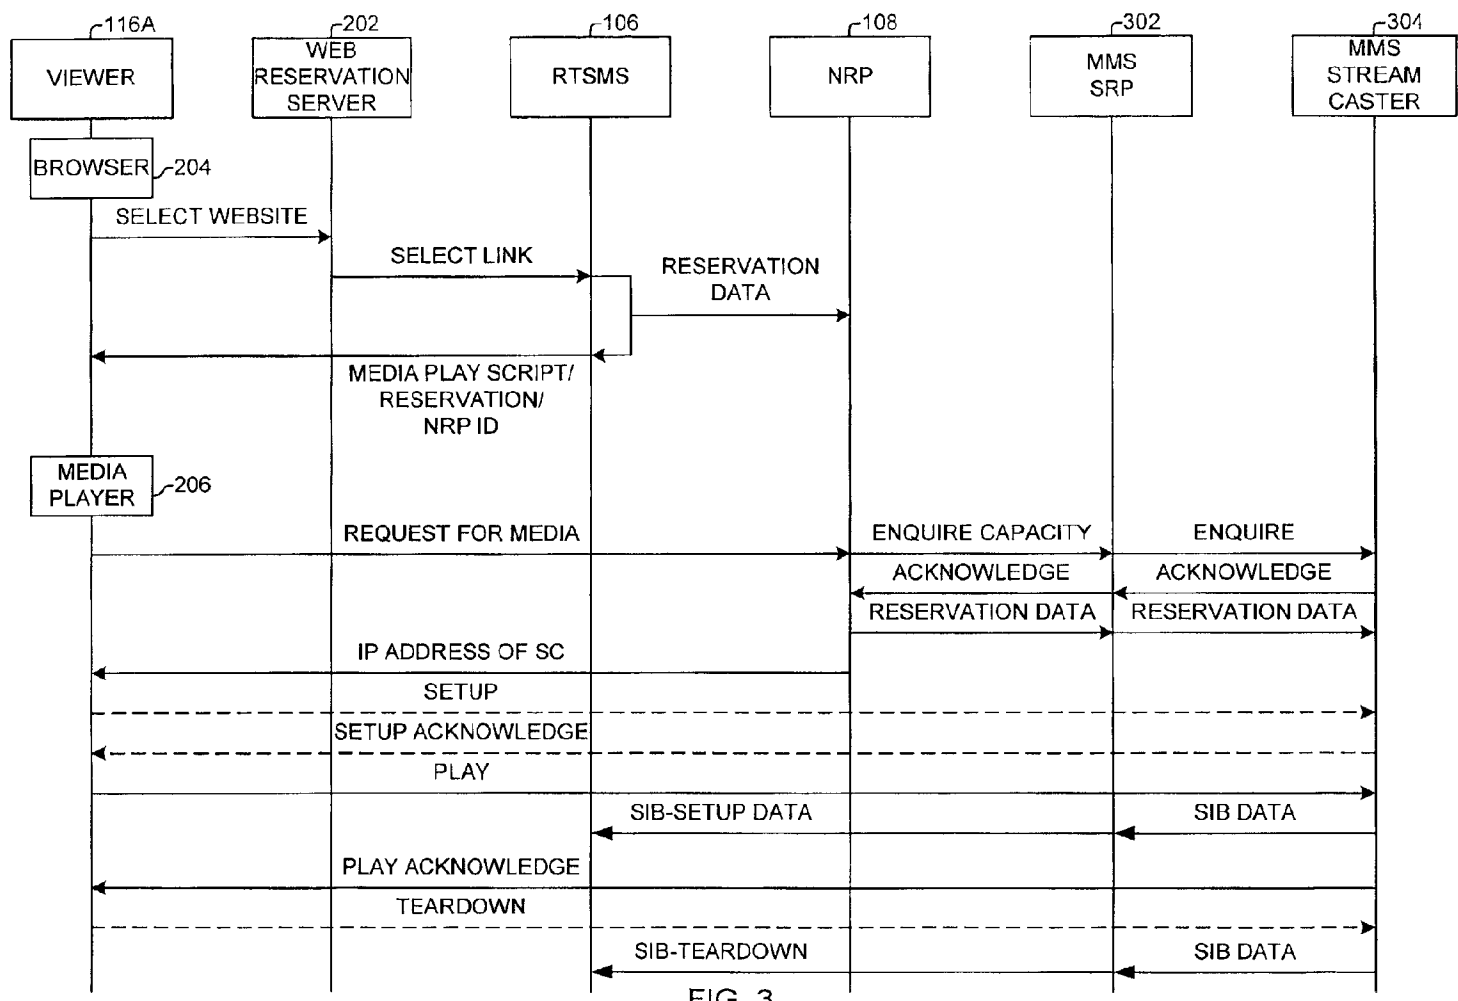 116A
202
106
108
302
304
VIEWER
WEB
RESERVATION
SERVER
RTSMS
NRP
MMS
SRP
MMS
STREAM
CASTER
BROWSER
204
SELECT WEBSITE
SELECT LINK
RESERVATION
DATA
MEDIA PLAY SCRIPT/
RESERVATION/
NRP ID
MEDIA
PLAYER
206
REQUEST FOR MEDIA
ENQUIRE CAPACITY
ENQUIRE
ACKNOWLEDGE
ACKNOWLEDGE
RESERVATION DATA
RESERVATION DATA
IP ADDRESS OF SC
SETUP
SETUP ACKNOWLEDGE
PLAY
SIB-SETUP DATA
SIB DATA
PLAY ACKNOWLEDGE
TEARDOWN
SIB-TEARDOWN
SIB DATA
FIG. 3